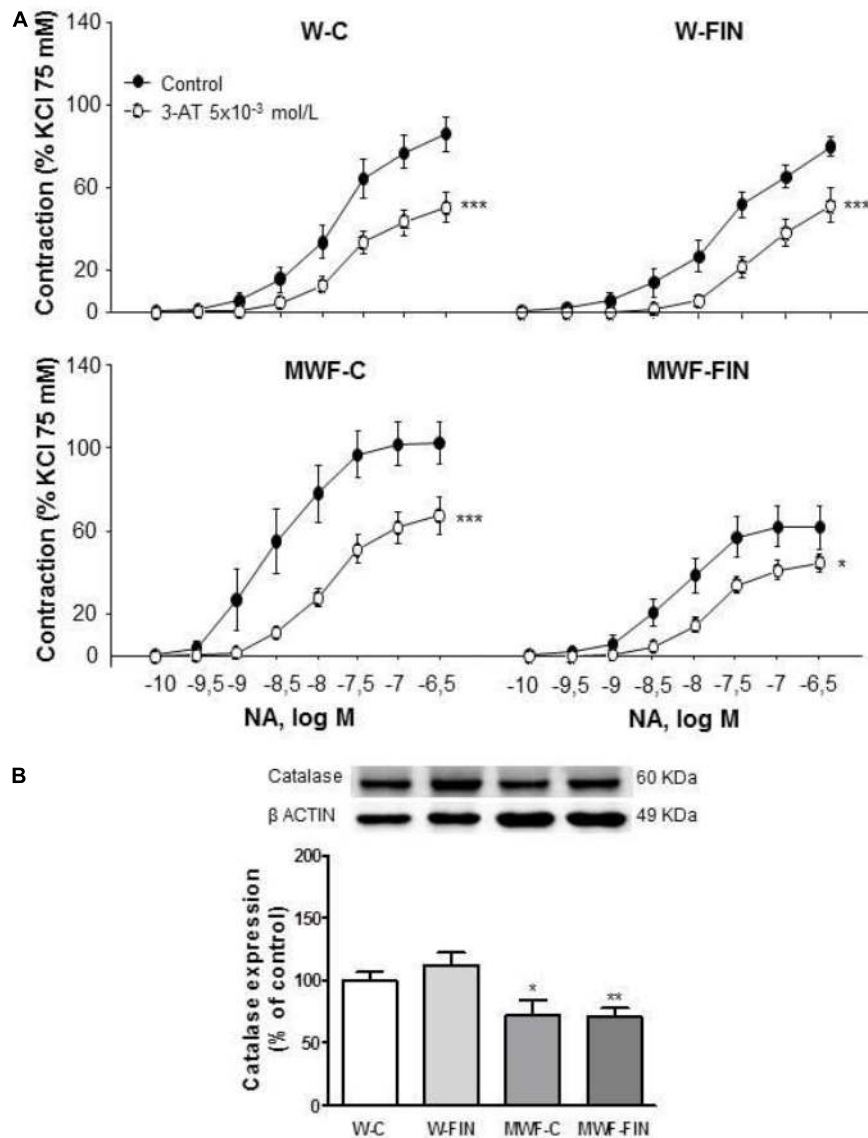 A
W-C
W-FIN
Contraction (% KCl 75 mM)
140
100
60
20
0
Control
3-AT 5x10⁻³ mol/L
***
***
MWF-C
MWF-FIN
Contraction (% KCl 75 mM)
140
100
60
20
0
***
*
-10 -9,5 -9 -8,5 -8 -7,5 -7 -6,5
-10 -9,5 -9 -8,5 -8 -7,5 -7 -6,5
NA, log M
NA, log M
B
Catalase
60 KDa
β ACTIN
49 KDa
Catalase expression
(% of control)
200
150
100
50
0
*
**
W-C W-FIN MWF-C MWF-FIN